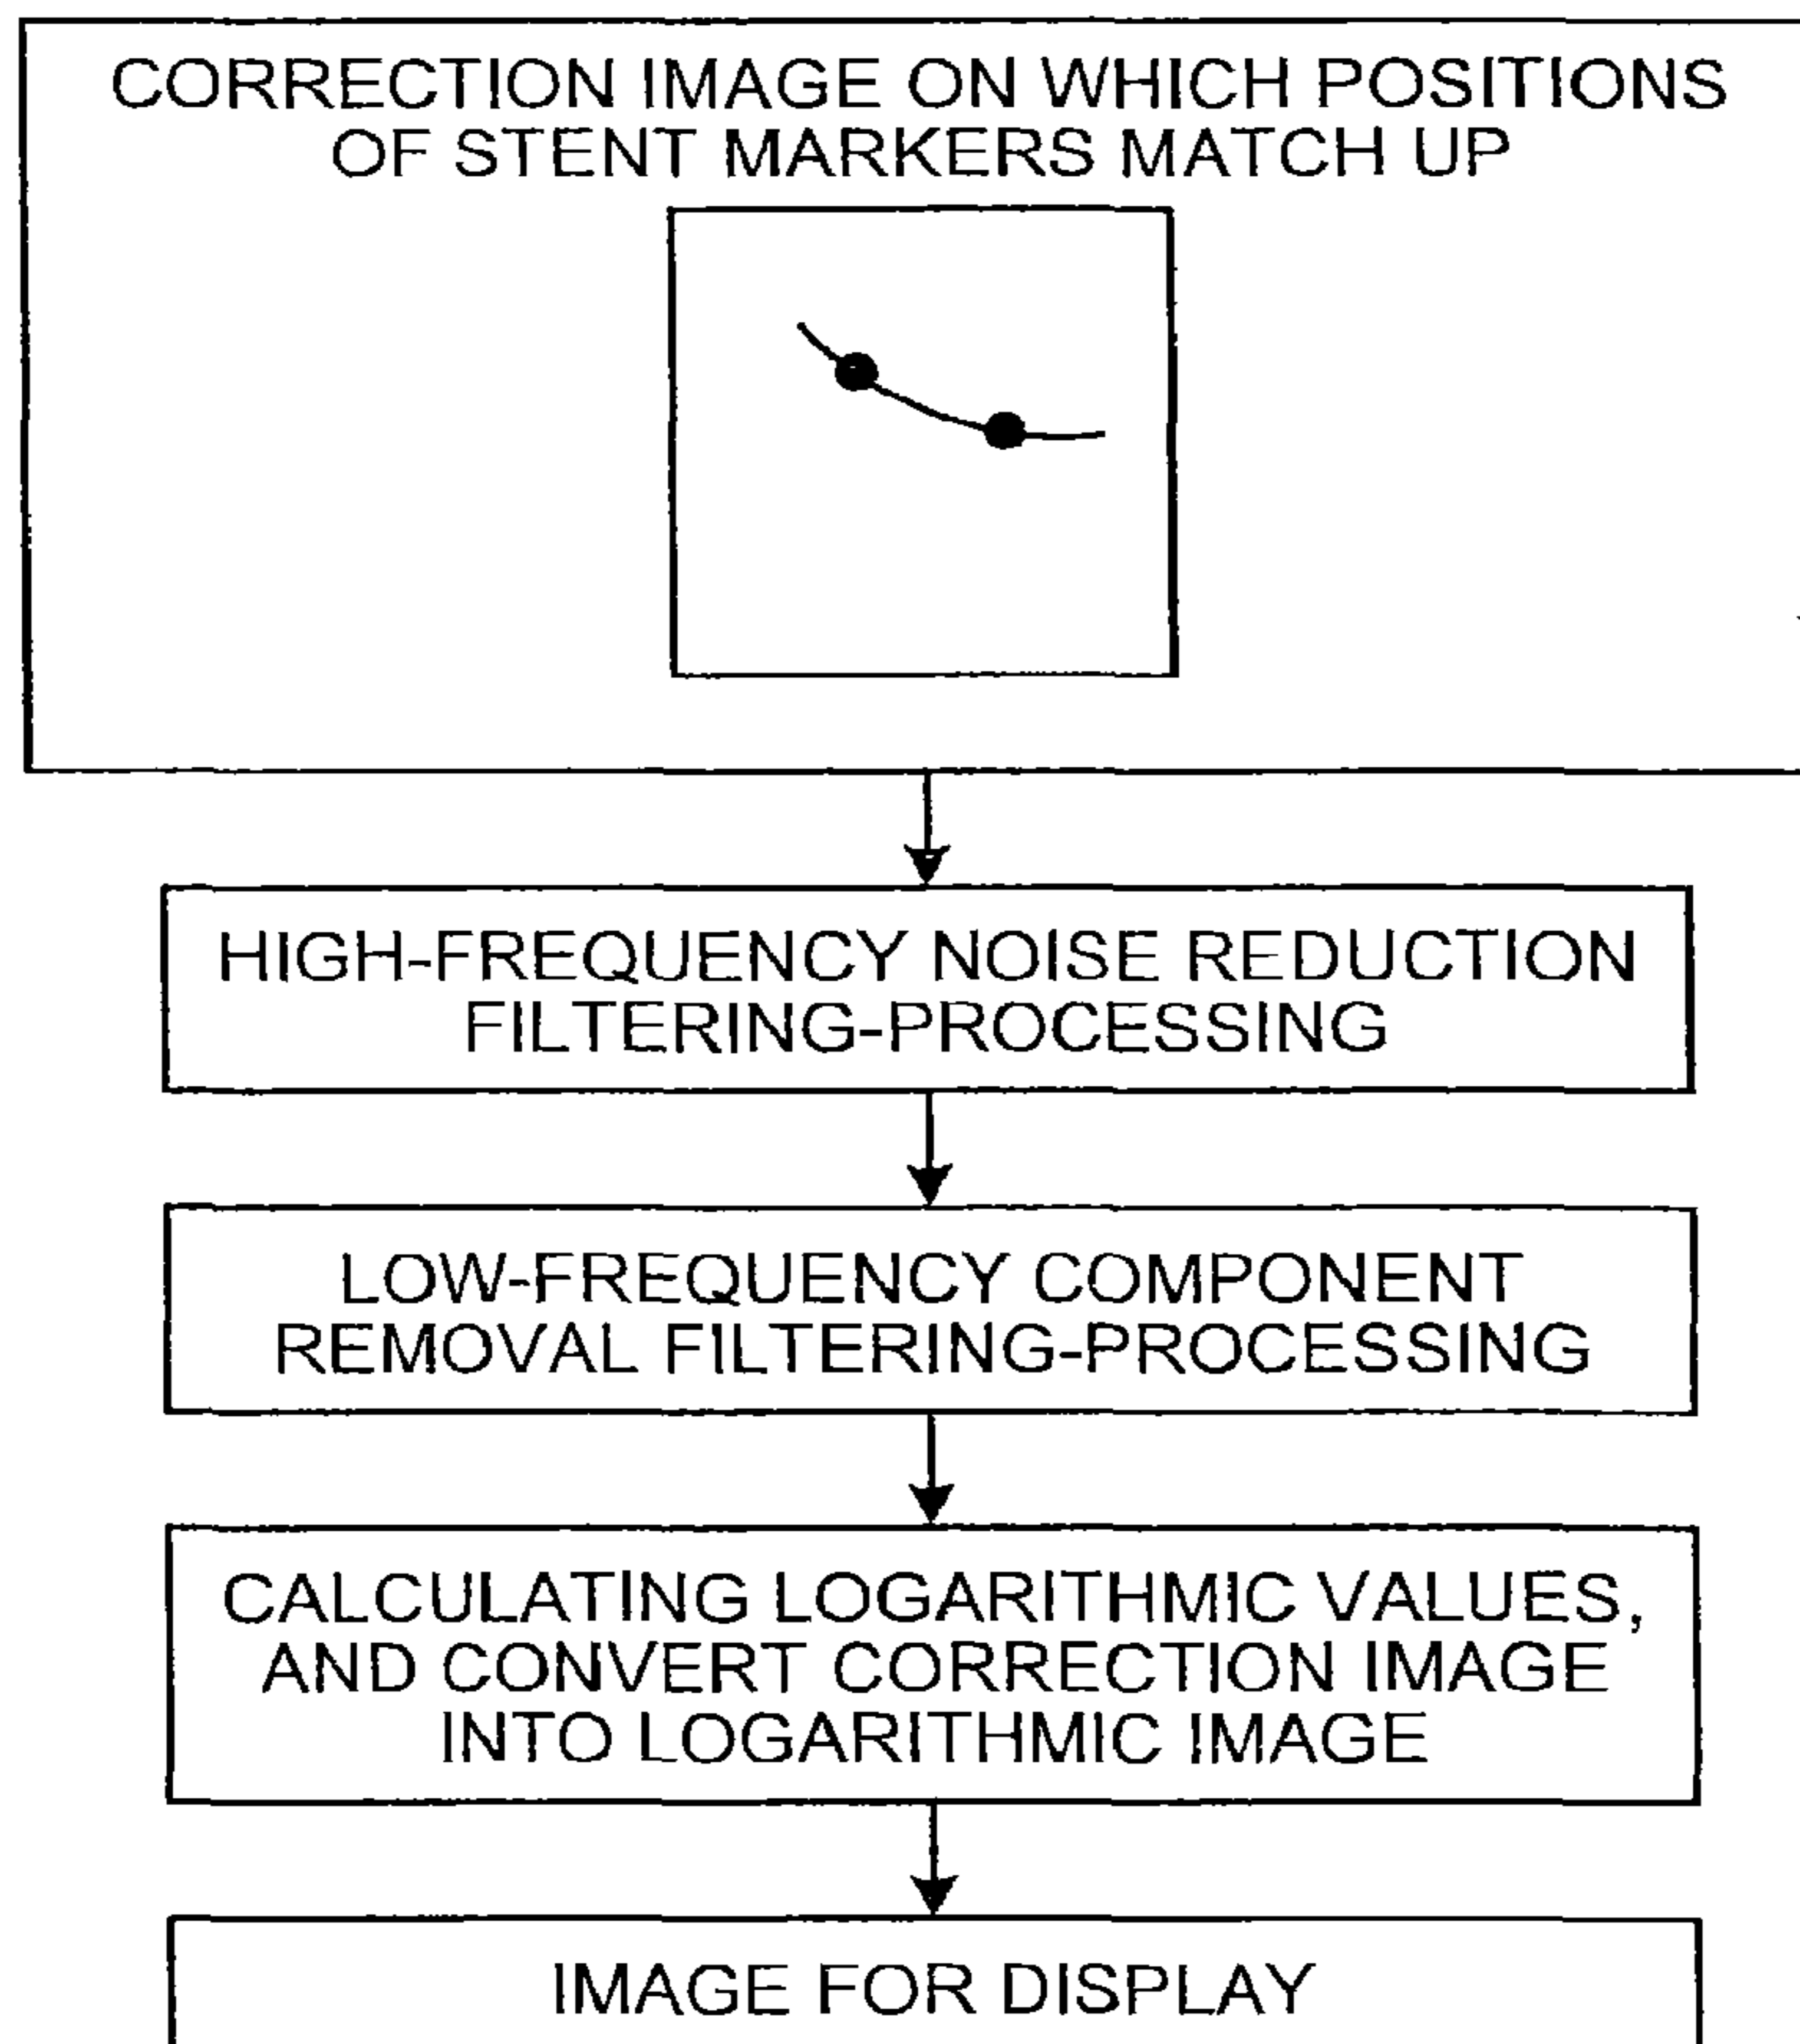 CORRECTION IMAGE ON WHICH POSITIONS
OF STENT MARKERS MATCH UP
HIGH-FREQUENCY NOISE REDUCTION
FILTERING-PROCESSING
LOW-FREQUENCY COMPONENT
REMOVAL FILTERING-PROCESSING
CALCULATING LOGARITHMIC VALUES,
AND CONVERT CORRECTION IMAGE
INTO LOGARITHMIC IMAGE
IMAGE FOR DISPLAY